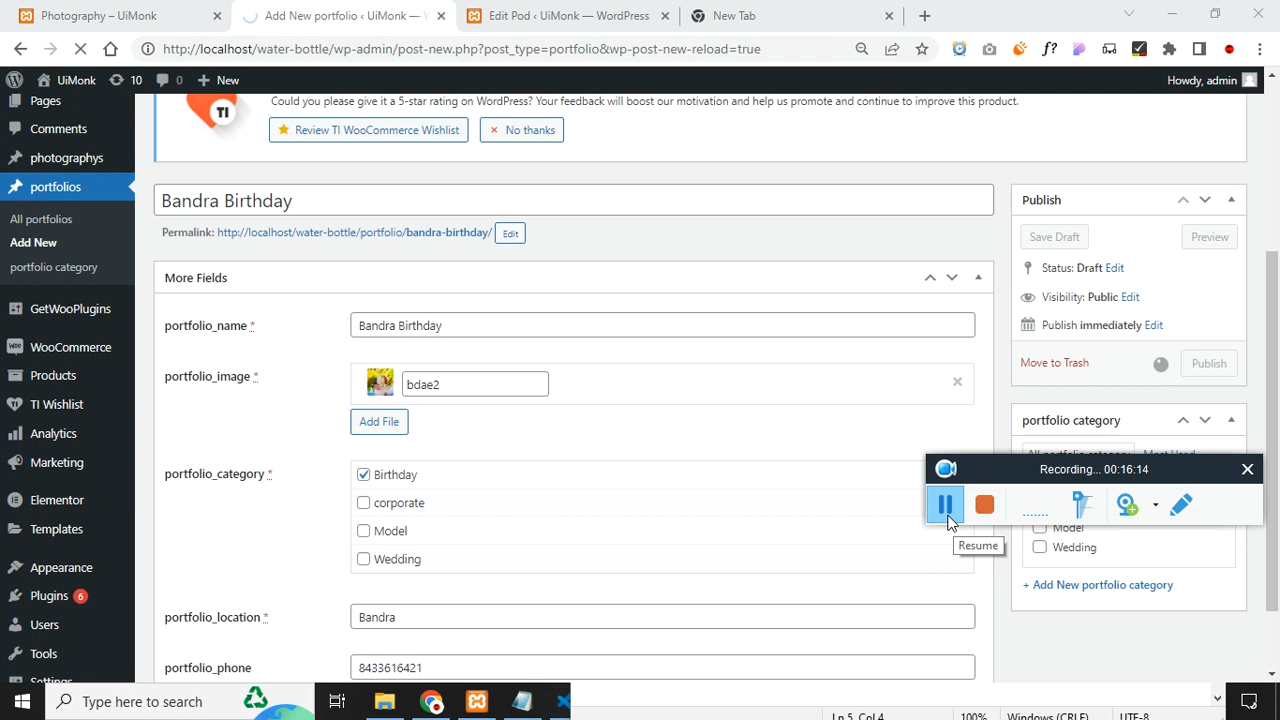 Photography – UiMonk
Add New portfolio ‹ UiMonk —
Edit Pod ‹ UiMonk — WordPress
New Tab
http://localhost/water-bottle/wp-admin/post-new.php?post_type=portfolio&wp-post-new-reload=true
f?
UiMonk
10
0
New
Howdy, admin
Pages
Comments
photographys
portfolios
All portfolios
Add New
portfolio category
GetWooPlugins
Woo
WooCommerce
Products
TI Wishlist
Analytics
Marketing
Elementor
Templates
Appearance
Plugins 6
Users
Tools
Settings
TI
Could you please give it a 5-star rating on WordPress? Your feedback will boost our motivation and help us promote and continue to improve this product.
Review TI WooCommerce Wishlist
No thanks
Bandra Birthday
Permalink: http://localhost/water-bottle/portfolio/bandra-birthday/ Edit
More Fields
portfolio_name *
Bandra Birthday
portfolio_image *
bdae2
Add File
portfolio_category *
Birthday
corporate
Model
Wedding
portfolio_location *
Bandra
portfolio_phone
8433616421
Publish
Save Draft
Preview
Status: Draft Edit
Visibility: Public Edit
Publish immediately Edit
Move to Trash
Publish
portfolio category
All portfolio category
Most Used
Recording... 00:16:14
Resume
Model
Wedding
+ Add New portfolio category
Type here to search
Ln 5, Col 4
100%
Windows (CRLF)
UTF-8